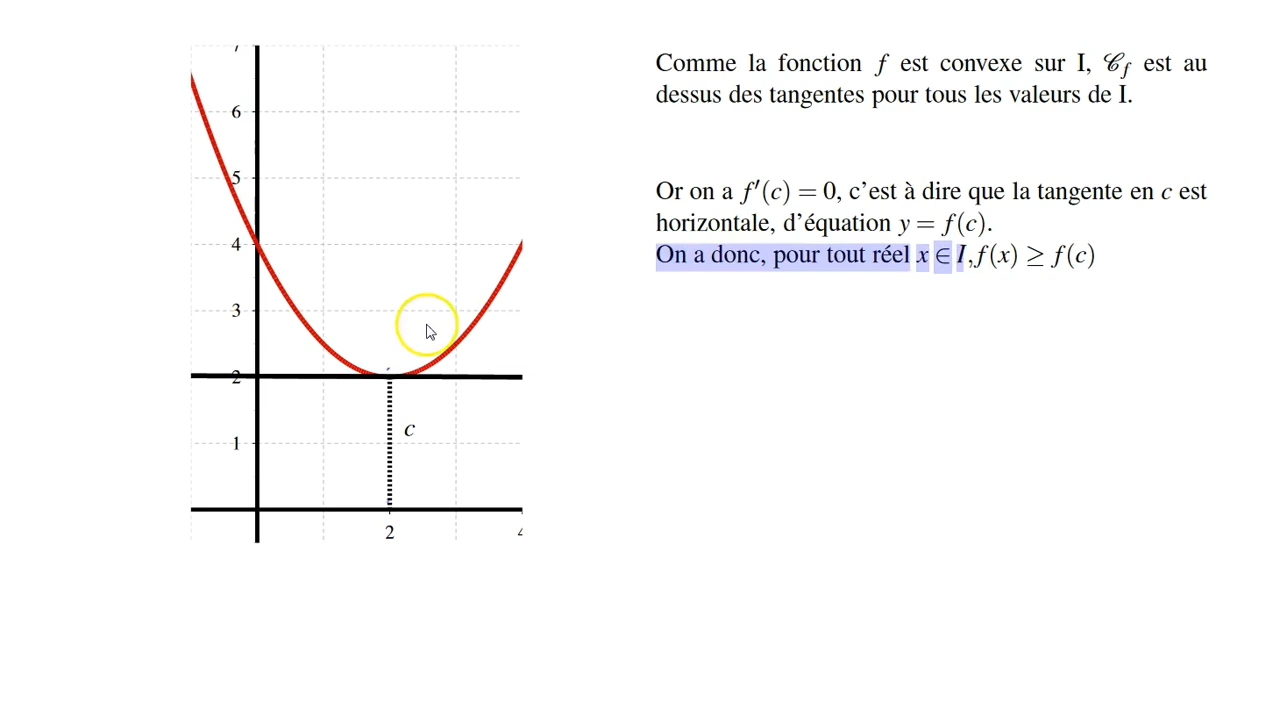 7
6
5
4
3
2
1
c
2
4
Comme la fonction f est convexe sur I, 𝒞f est au
dessus des tangentes pour tous les valeurs de I.
Or on a f′(c) = 0, c'est à dire que la tangente en c est
horizontale, d'équation y = f(c).
On a donc, pour tout réel x ∈ I, f(x) ≥ f(c)